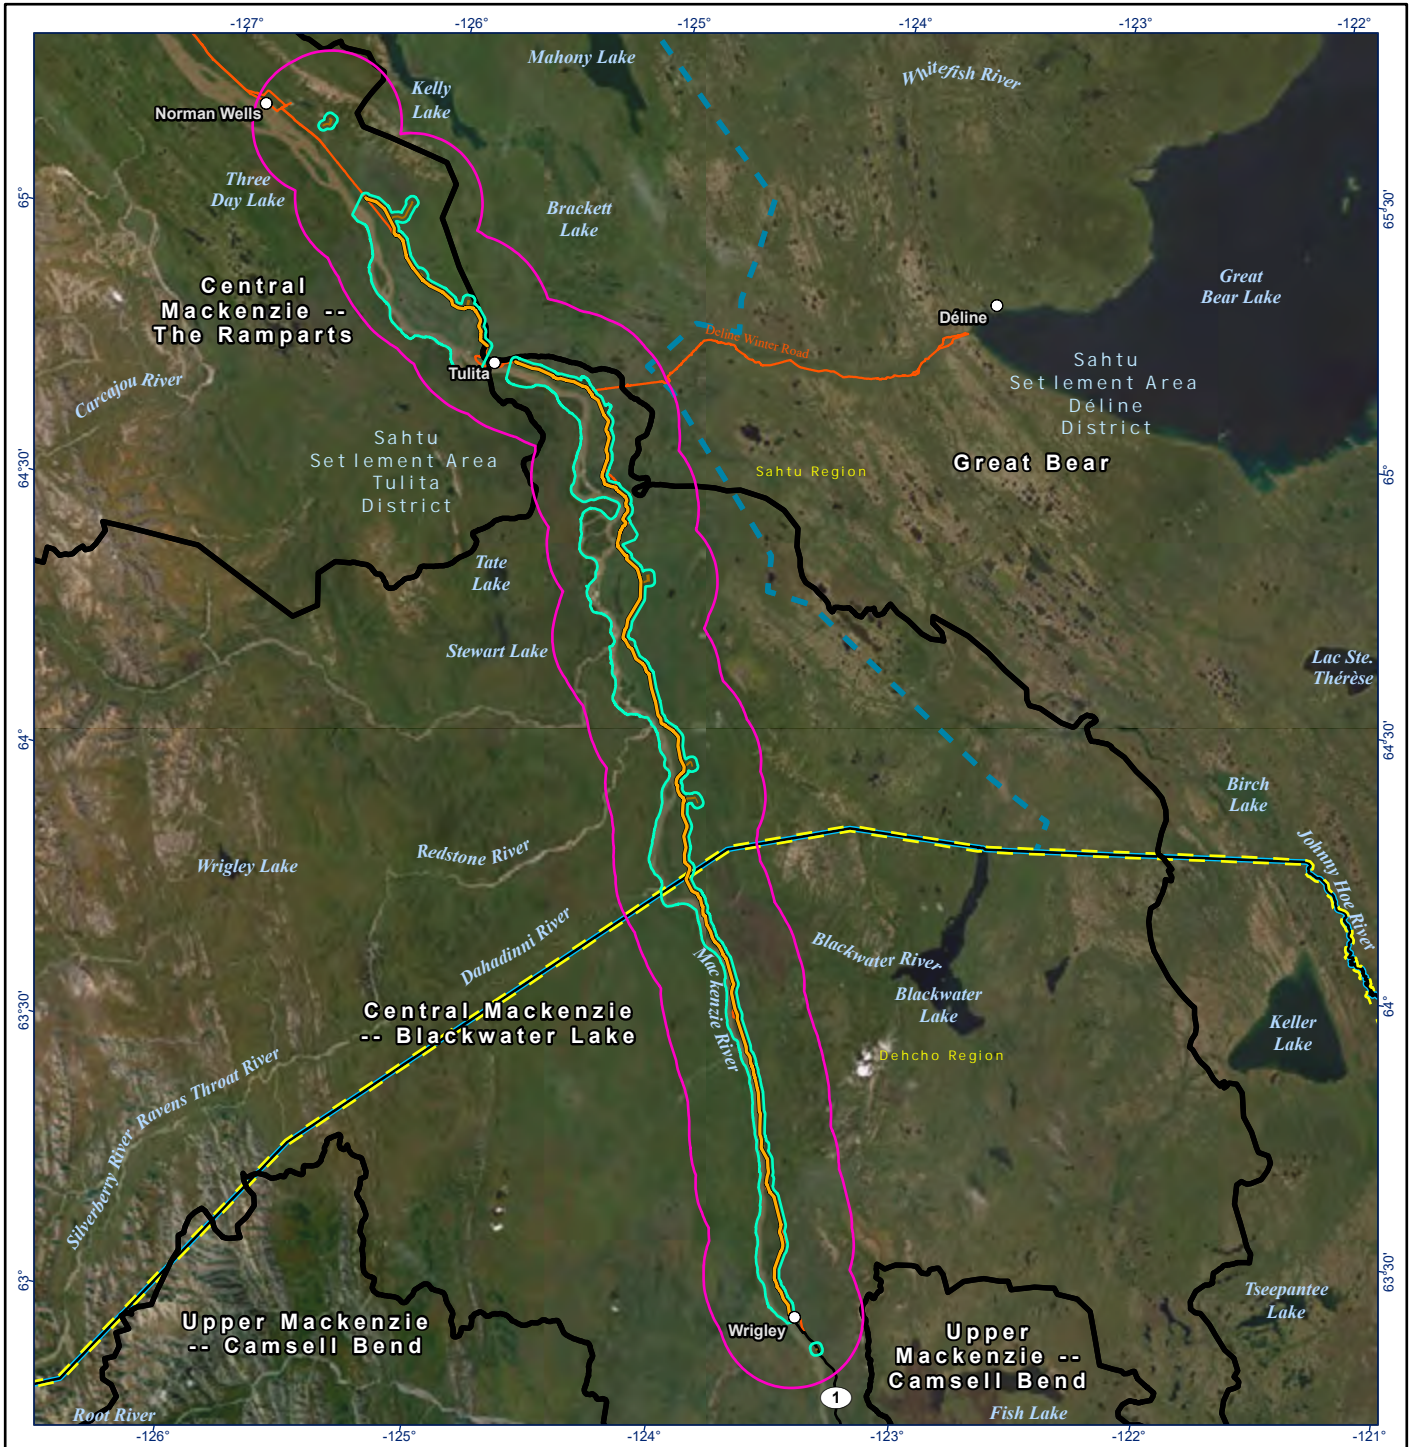 -127°
-126°
-125°
-124°
-123°
-122°
Mahony Lake
Whitefish River
Kelly
Lake
Norman Wells
Three
Day Lake
65°
65°30'
Brackett
Lake
Great
Bear Lake
Central
Mackenzie --
The Ramparts
Déline
Deline Winter Road
Tulita
Carcajou River
Sahtu
Set lement Area
Déline
District
Sahtu
Set lement Area
Tulita
District
64°30'
Sahtu Region
Great Bear
65°
Tate
Lake
Stewart Lake
Lac Ste.
Thérèse
64°
64°30'
Birch
Lake
Johnny Hoe River
Redstone River
Wrigley Lake
Dahadinni River
Blackwater River
Mackenzie River
Blackwater
Lake
63°30'
64°
Central Mackenzie
-- Blackwater Lake
Keller
Lake
Dehcho Region
Ravens Throat River
Silverberry River
63°
63°30'
Tseepantee
Lake
Upper Mackenzie
-- Camsell Bend
Wrigley
Upper
Mackenzie --
Camsell Bend
1
Root River
Fish Lake
-126°
-125°
-124°
-123°
-122°
-121°